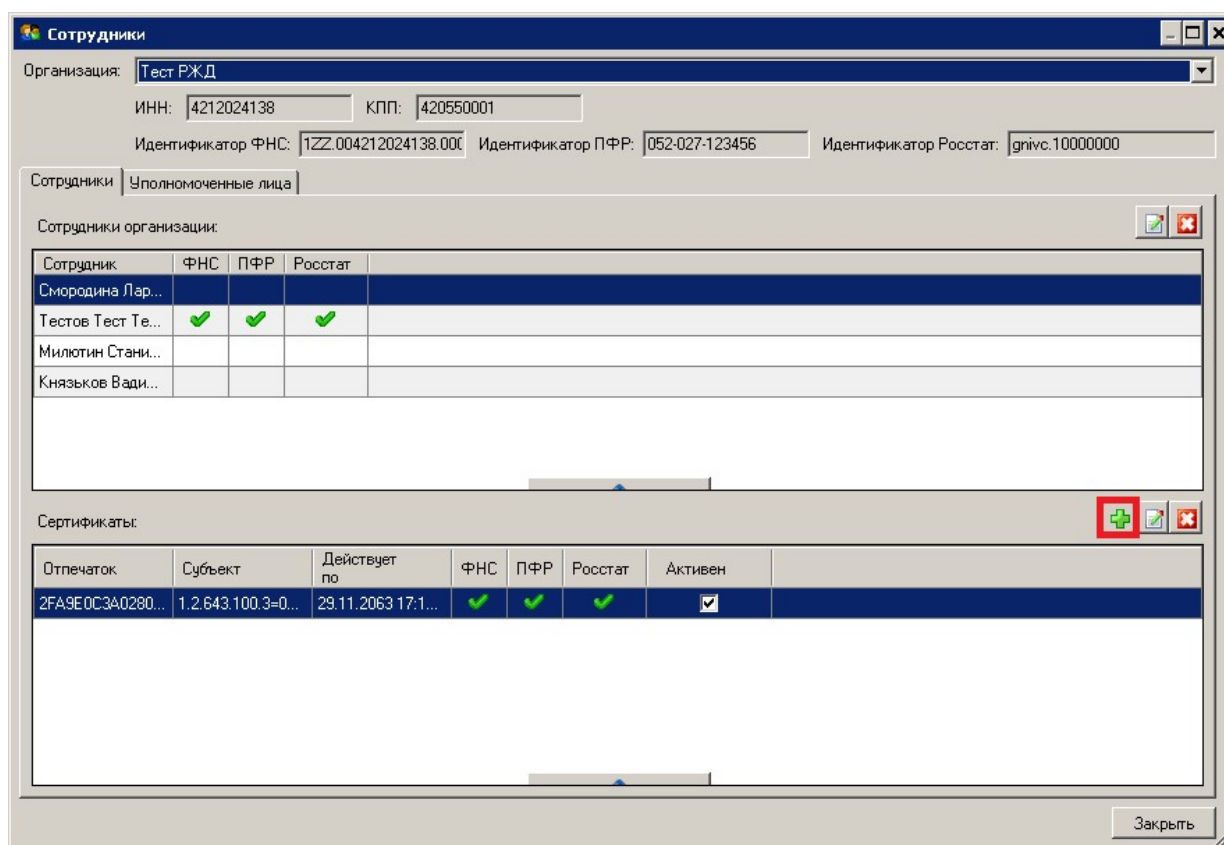 Сотрудники
Организация: Тест РЖД
ИНН: 4212024138 КПП: 420550001
Идентификатор ФНС: 1ZZ.004212024138.000 Идентификатор ПФР: 052-027-123456 Идентификатор Росстат: gnivc.10000000
Сотрудники Уполномоченные лица
Сотрудники организации:
Сотрудник ФНС ПФР Росстат
Смородина Лар...
Тестов Тест Те...
Милютин Стани...
Князьков Вади...
Сертификаты:
Отпечаток Субъект Действует по ФНС ПФР Росстат Активен
2FA9E0C3A0280... 1.2.643.100.3=0... 29.11.2063 17:1...
Закрыть